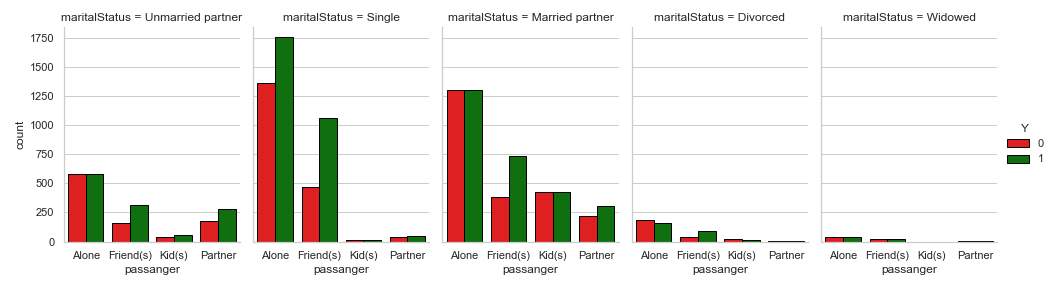 maritalStatus = Unmarried partner
maritalStatus = Single
maritalStatus = Married partner
maritalStatus = Divorced
maritalStatus = Widowed
1750
1500
1250
1000
750
500
250
0
count
Alone Friend(s) Kid(s) Partner
passanger
Alone Friend(s) Kid(s) Partner
passanger
Alone Friend(s) Kid(s) Partner
passanger
Alone Friend(s) Kid(s) Partner
passanger
Alone Friend(s) Kid(s) Partner
passanger
Y
0
1